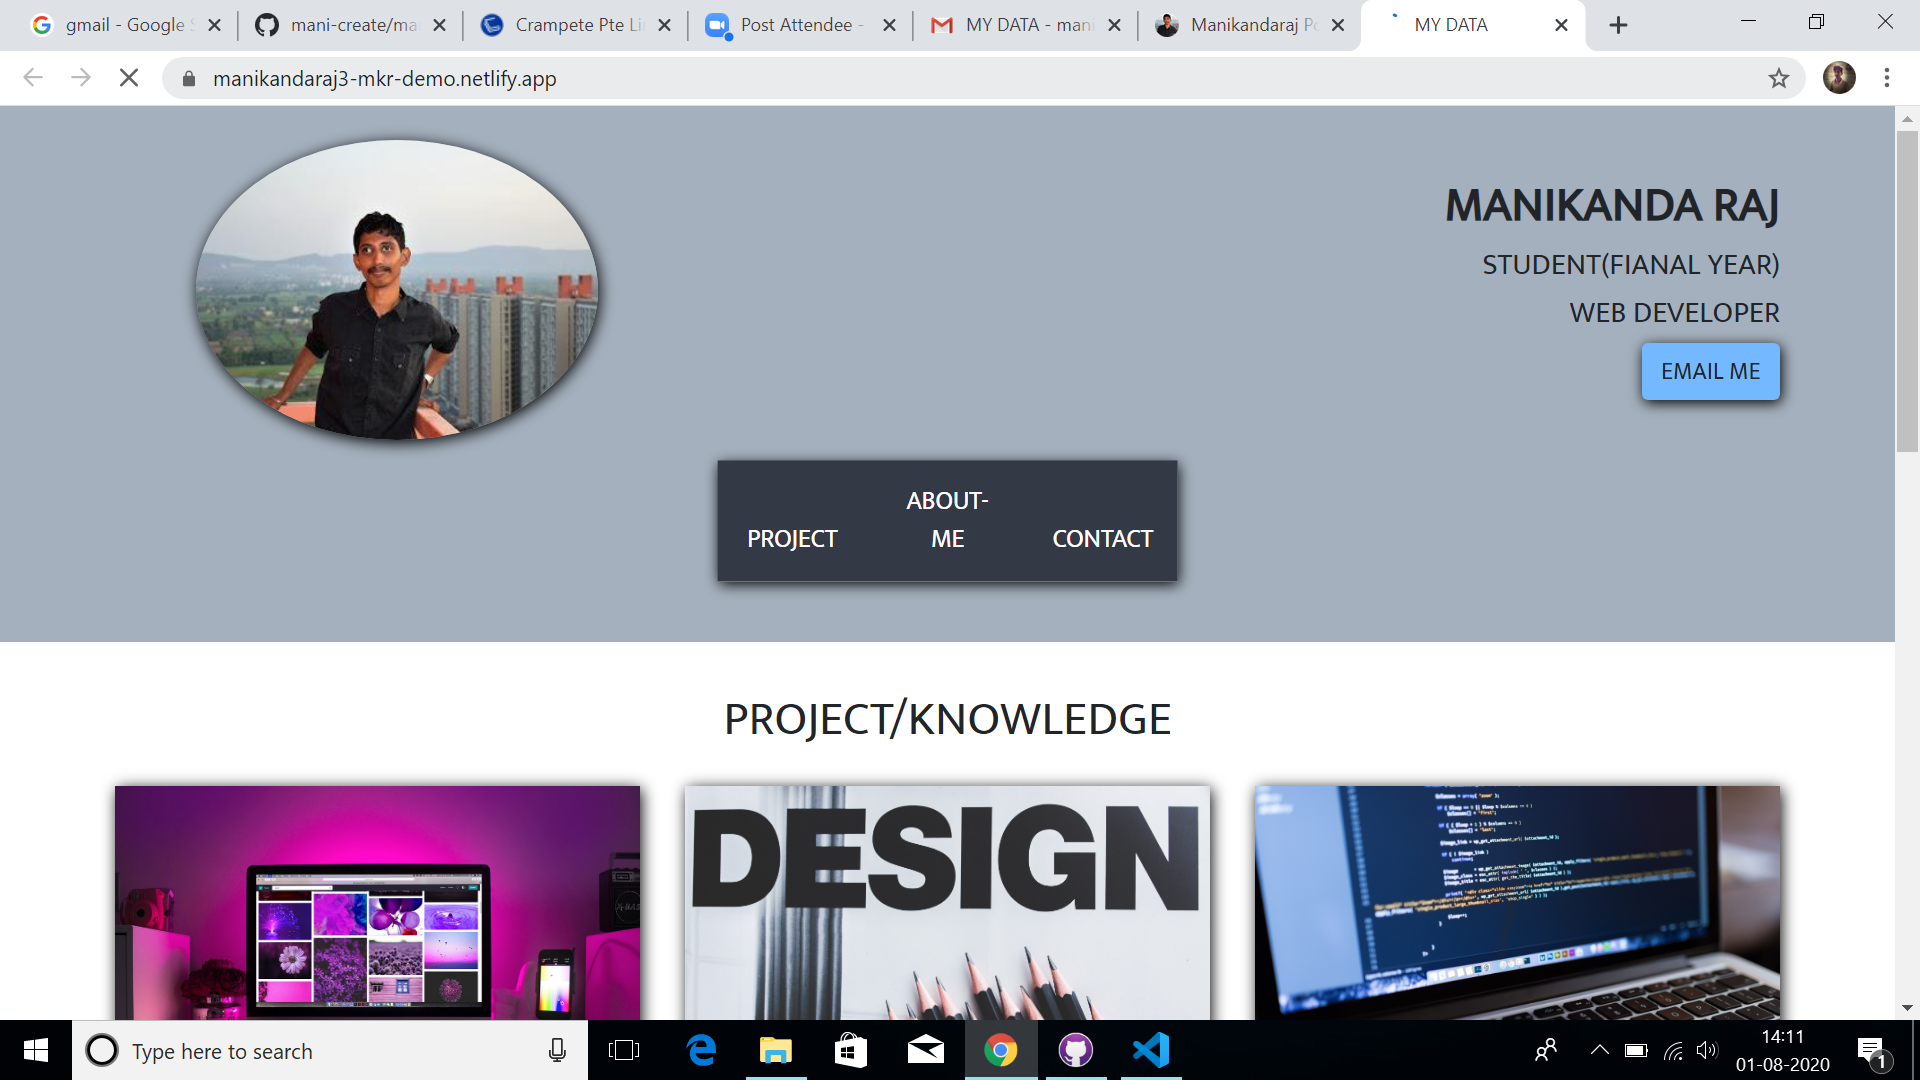 gmail - Google S
mani-create/ma
Crampete Pte Li
Post Attendee -
MY DATA - mani
Manikandaraj Po
MY DATA
manikandaraj3-mkr-demo.netlify.app
MANIKANDA RAJ
STUDENT(FIANAL YEAR)
WEB DEVELOPER
EMAIL ME
PROJECT
ABOUT-
ME
CONTACT
PROJECT/KNOWLEDGE
DESIGN
Type here to search
14:11
01-08-2020
1